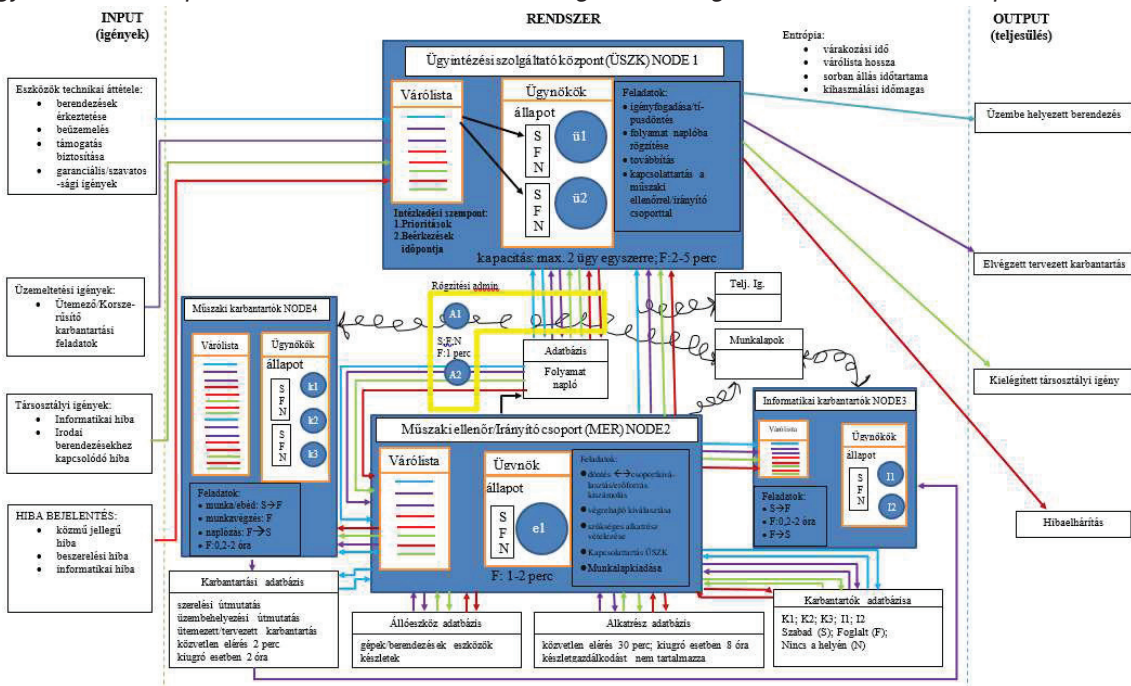 INPUT
(igények)
RENDSZER
OUTPUT
(teljesülés)
Eszközök technikai áttétele:
• berendezések
érkeztetése
• beüzemelés
• támogatás
biztosítása
• garanciális/szavatos
-sági igények
Üzemeltetési igények:
• Ütemező/Korsze-
rűsítő
karbantartási
feladatok
Társosztályi igények:
• Informatikai hiba
• Irodai
berendezésekhez
kapcsolódó hiba
HIBA BEJELENTÉS:
• közmű jellegű
hiba
• beszerelési hiba
• informatikai hiba
Ügyintézési szolgáltató központ (ÜSZK) NODE 1
Várólista
Intézkedési szempont:
1.Prioritások
2.Beérkezések
időpontja
Ügynökök
állapot
S
F
N
ü1
S
F
N
ü2
Feladatok:
• igényfogadása/tí-
pusdöntés
• folyamat naplóba
rögzítése
• továbbítás
• kapcsolattartás a
műszaki
ellenőrrel/irányító
csoporttal
kapacitás: max. 2 ügy egyszerre; F:2-5 perc
Entrópia:
• várakozási idő
• várólista hossza
• sorban állás időtartama
• kihasználási időmagas
Üzembe helyezett berendezés
Elvégzett tervezett karbantartás
Kielégített társosztályi igény
Hibaelhárítás
Rögzítési admin
A1
S;F;N
F:1 perc
A2
Telj. Ig.
Munkalapok
Adatbázis
Folyamat
napló
Műszaki karbantartók NODE4
Várólista
Ügynökök
állapot
S
F
N
S
F
N
k1
k2
k3
Feladatok:
• munka/ebéd: S→F
• munkavégzés: F
• naplózás: F→S
• F:0,2-2 óra
Műszaki ellenőr/Irányító csoport (MER) NODE2
Várólista
Ügynök
állapot
S
F
N
e1
F: 1-2 perc
Feladatok:
• döntés ↔csoportkivá-
lasztás/erőforrás
kiszámolás
• végrehajtó kiválasztása
• szükséges alkatrész
vételezése
• Kapcsolattartás ÜSZK
• Munkalapkiadása
Informatikai karbantartók NODE3
Várólista
Ügynökök
állapot
S
F
N
I1
I2
Feladatok:
• S→F
• F:0,2-2 óra
• F→S
Karbantartási adatbázis
szerelési útmutatás
üzembehelyezési útmutatás
ütemezett/tervezett karbantartás
közvetlen elérés 2 perc
kiugró esetben 2 óra
Állóeszköz adatbázis
gépek/berendezések eszközök
készletek
Alkatrész adatbázis
közvetlen elérés 30 perc; kiugró esetben 8 óra
készletgazdálkodást nem tartalmazza
Karbantartók adatbázisa
K1; K2; K3; I1; I2
Szabad (S); Foglalt (F);
Nincs a helyén (N)